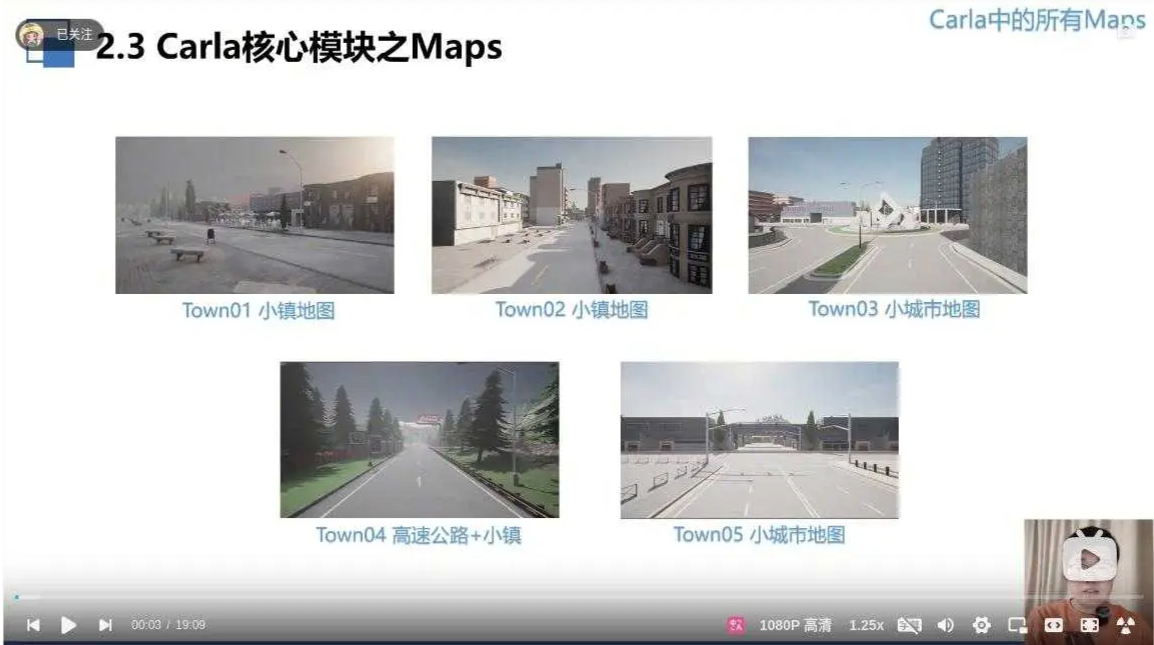 Carla中的所有Maps
已关注
2.3 Carla核心模块之Maps
Town01 小镇地图
Town02 小镇地图
Town03 小城市地图
Town04 高速公路+小镇
Town05 小城市地图
00:03 / 19:09
1080P 高清
1.25x